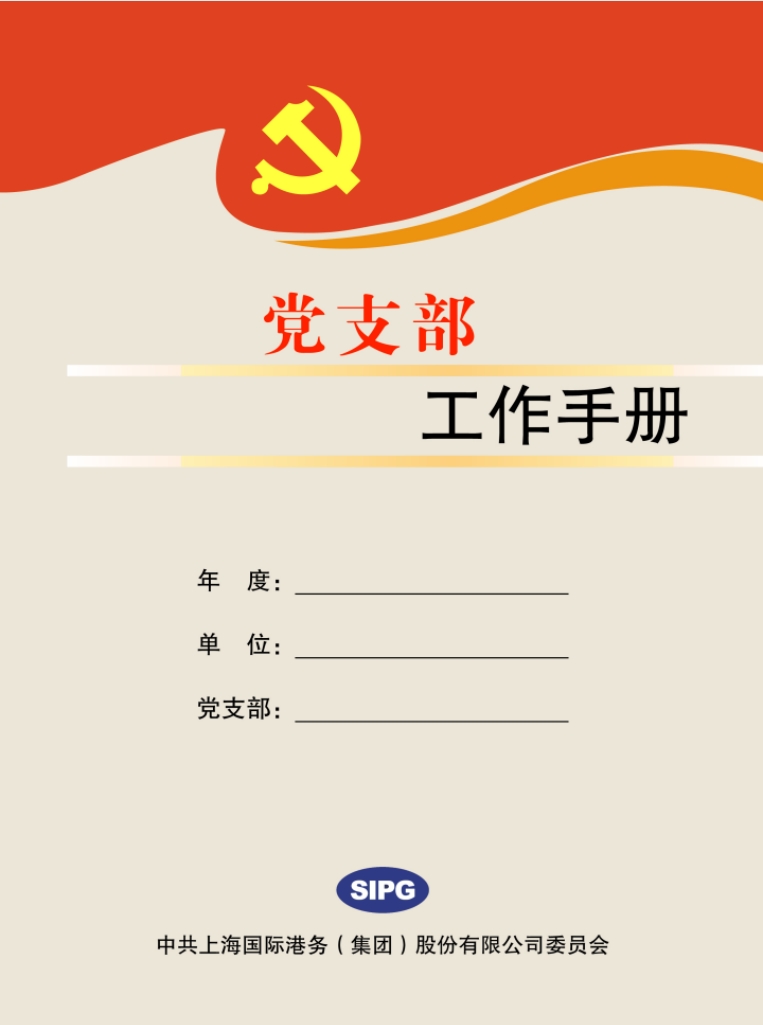 党支部
工作手册
年 度：
单 位：
党支部：
SIPG
中共上海国际港务（集团）股份有限公司委员会